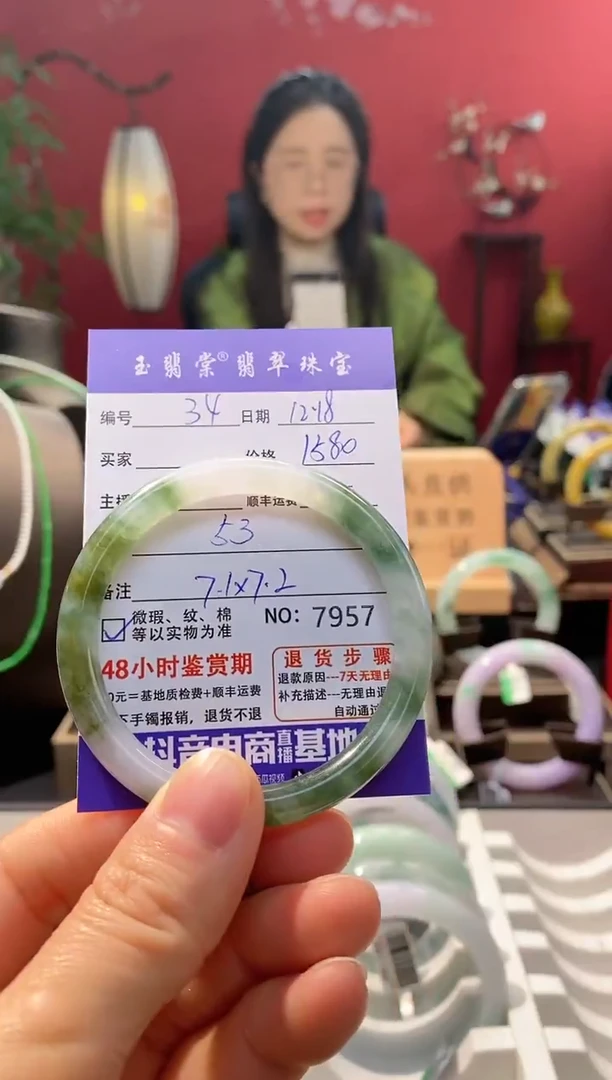 玉翡棠®翡翠珠宝
编号 34 日期 12.18
买家 价格 1580
主播 顺丰运费
53
备注 7.1x7.2
微瑕、纹、棉
等以实物为准
NO: 7957
48小时鉴赏期
0元=基地质检费+顺丰运费
下手镯报销，退货不退
退货步骤
退款原因---7天无理由
补充描述---无理由退
自动通过
抖音电商直播基地